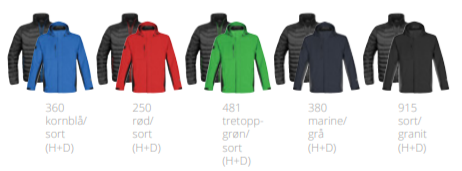 360
kornblå/
sort
(H+D)
250
rød/
sort
(H+D)
481
tretopp-
grøn/
sort
(H+D)
380
marine/
grå
(H+D)
915
sort/
granit
(H+D)